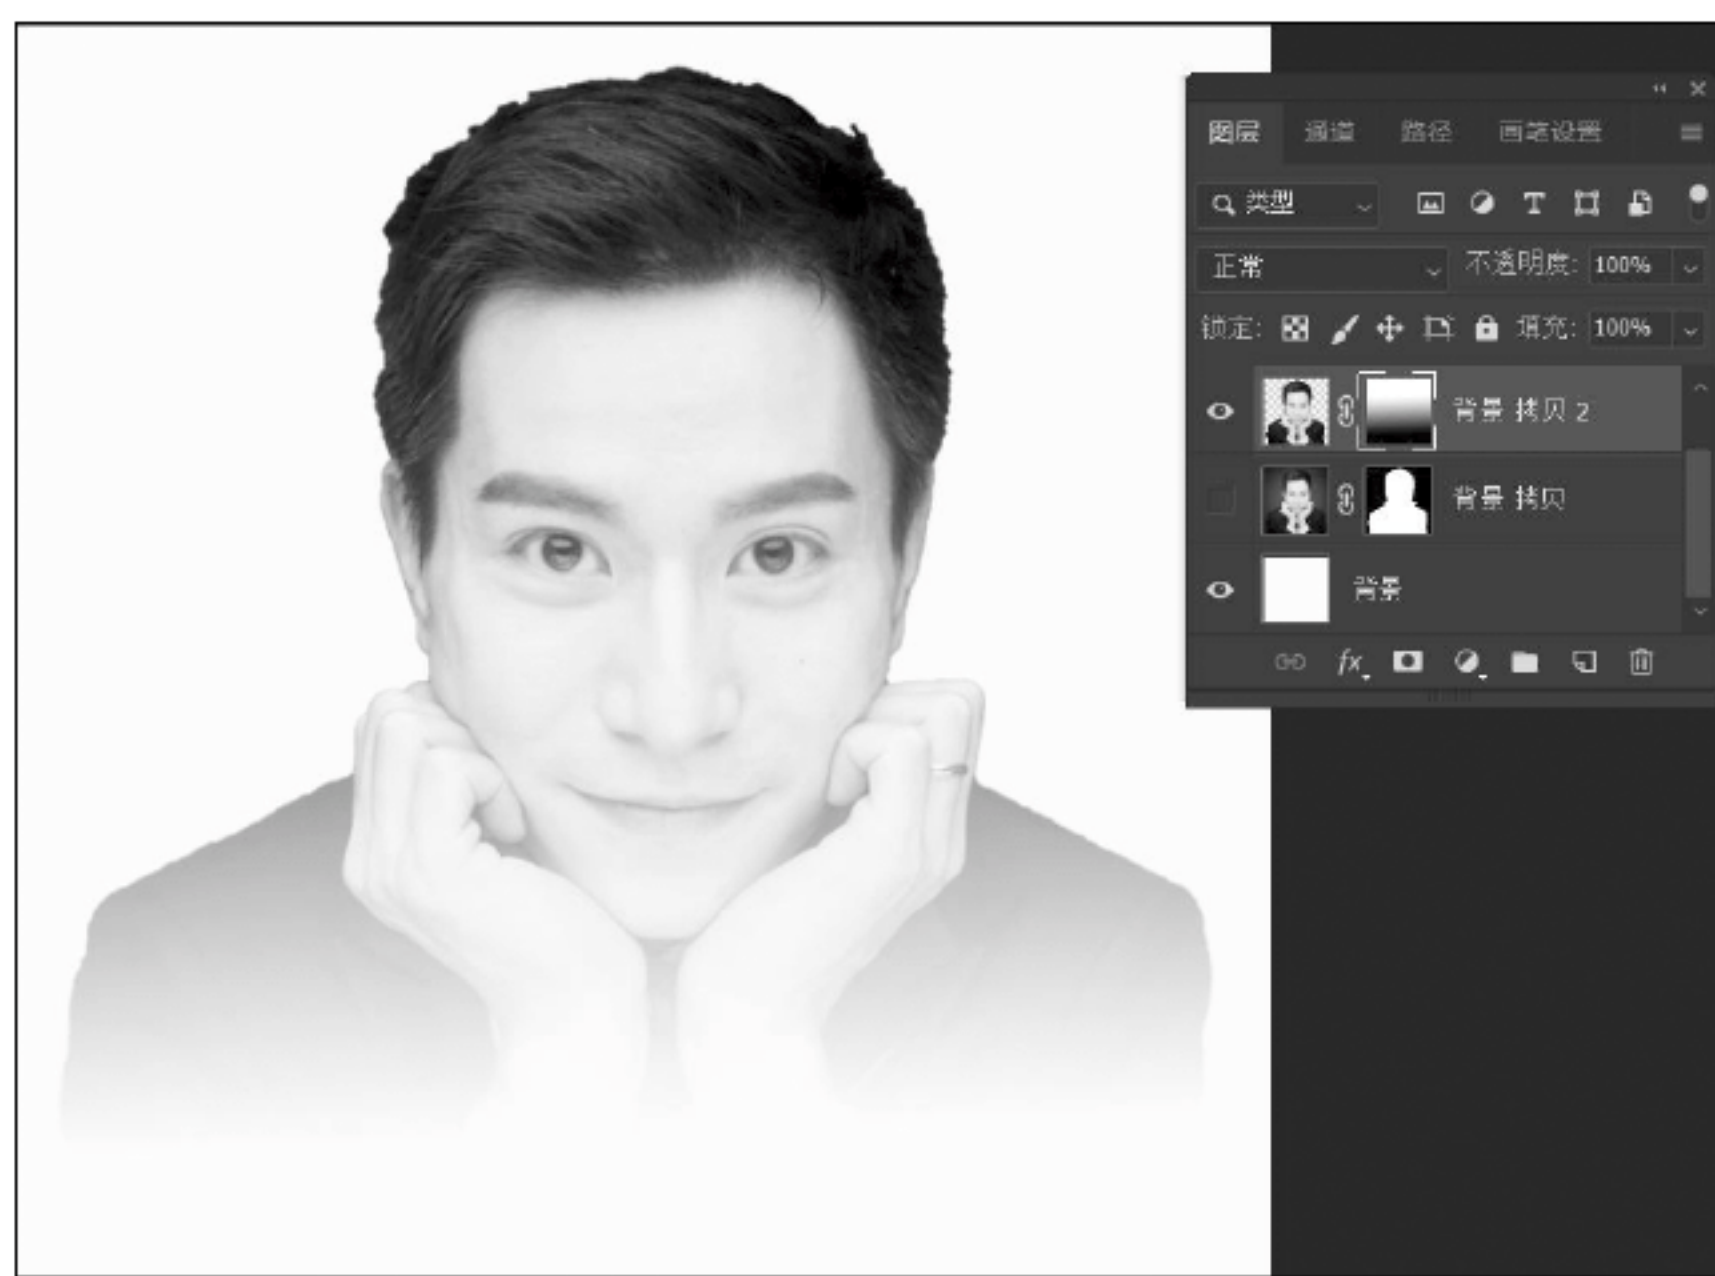 图层 通道 路径 画笔设置
类型
正常 不透明度: 100%
锁定: 填充: 100%
背景 拷贝 2
背景 拷贝
背景
fx